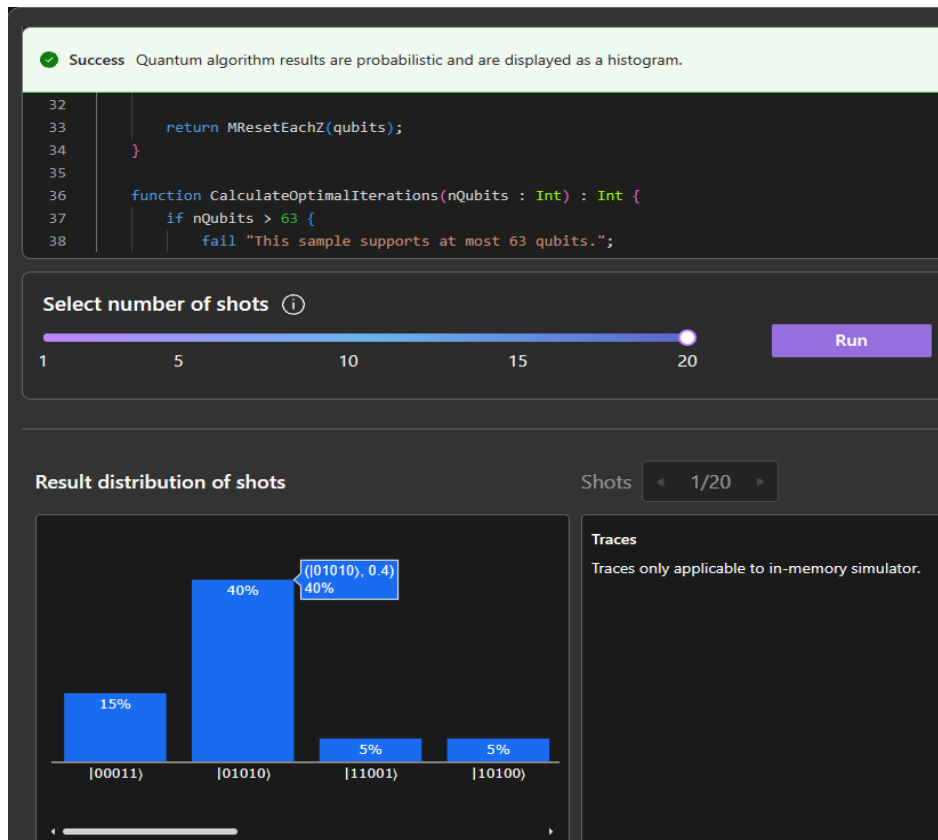 Success Quantum algorithm results are probabilistic and are displayed as a histogram.
32
33 return MResetEachZ(qubits);
34 }
35
36 function CalculateOptimalIterations(nQubits : Int) : Int {
37 if nQubits > 63 {
38 fail "This sample supports at most 63 qubits.";
Select number of shots
1 5 10 15 20
Run
Result distribution of shots
Shots 1/20
(|01010⟩, 0.4)
40%
15% 40% 5% 5%
|00011⟩ |01010⟩ |11001⟩ |10100⟩
Traces
Traces only applicable to in-memory simulator.